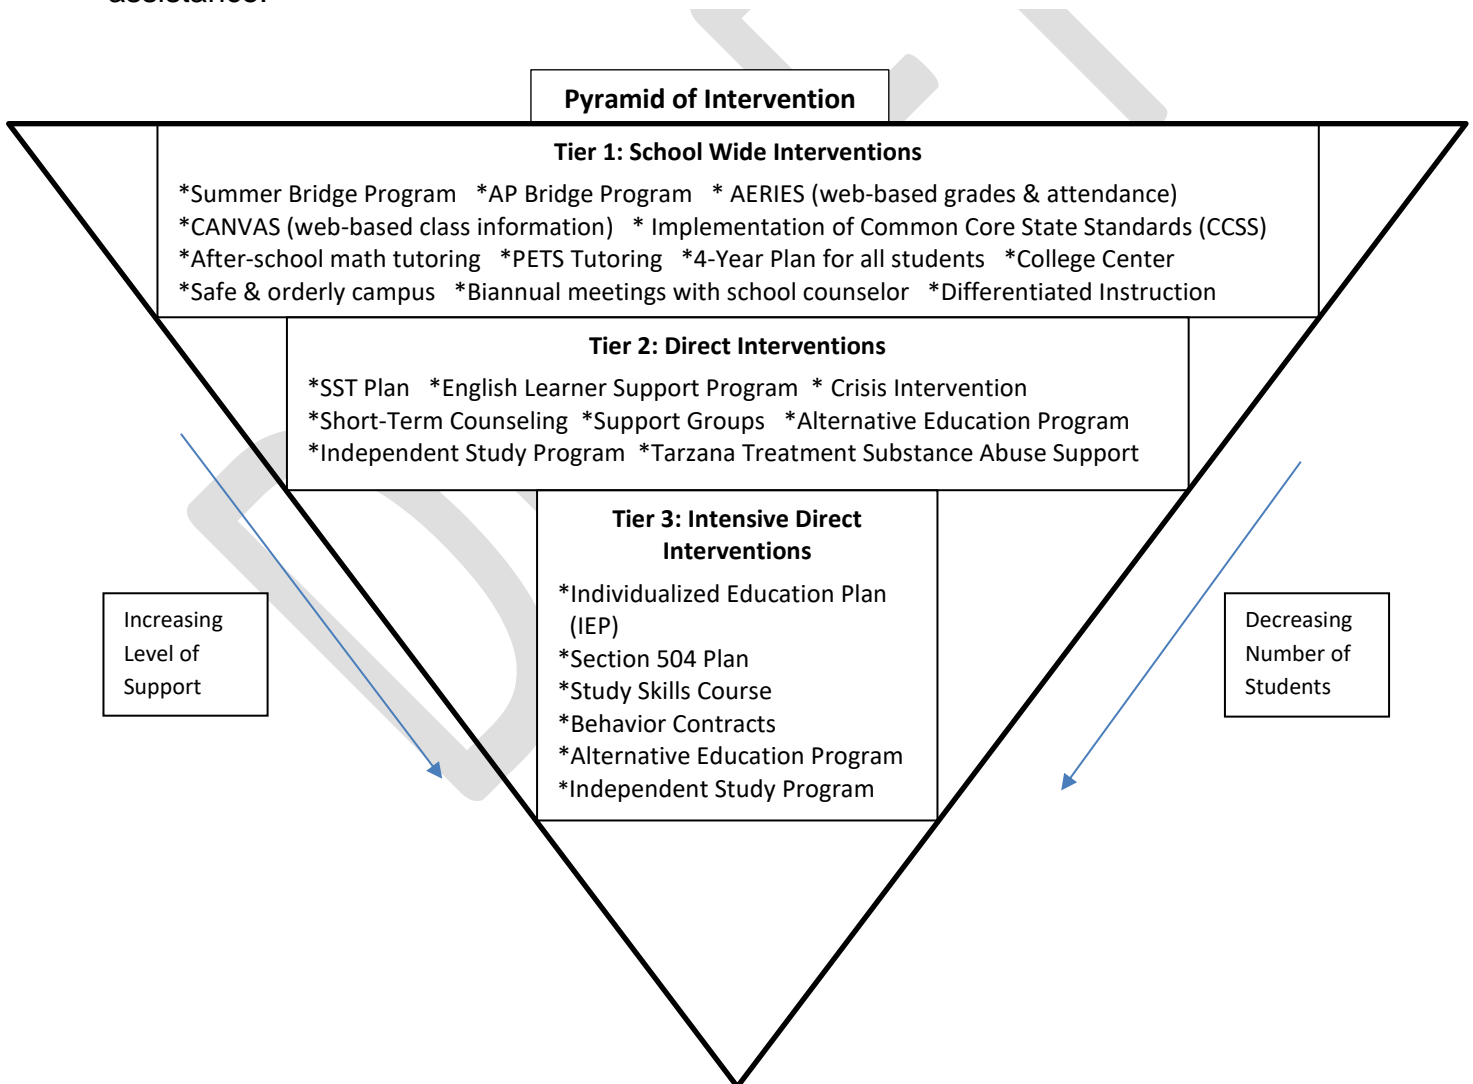 assistance.
Pyramid of Intervention
Tier 1: School Wide Interventions
*Summer Bridge Program   *AP Bridge Program   * AERIES (web-based grades & attendance)
*CANVAS (web-based class information)   * Implementation of Common Core State Standards (CCSS)
*After-school math tutoring   *PETS Tutoring   *4-Year Plan for all students   *College Center
*Safe & orderly campus   *Biannual meetings with school counselor   *Differentiated Instruction
Tier 2: Direct Interventions
*SST Plan   *English Learner Support Program   * Crisis Intervention
*Short-Term Counseling   *Support Groups   *Alternative Education Program
*Independent Study Program   *Tarzana Treatment Substance Abuse Support
Tier 3: Intensive Direct
Interventions
*Individualized Education Plan
(IEP)
*Section 504 Plan
*Study Skills Course
*Behavior Contracts
*Alternative Education Program
*Independent Study Program
Increasing
Level of
Support
Decreasing
Number of
Students